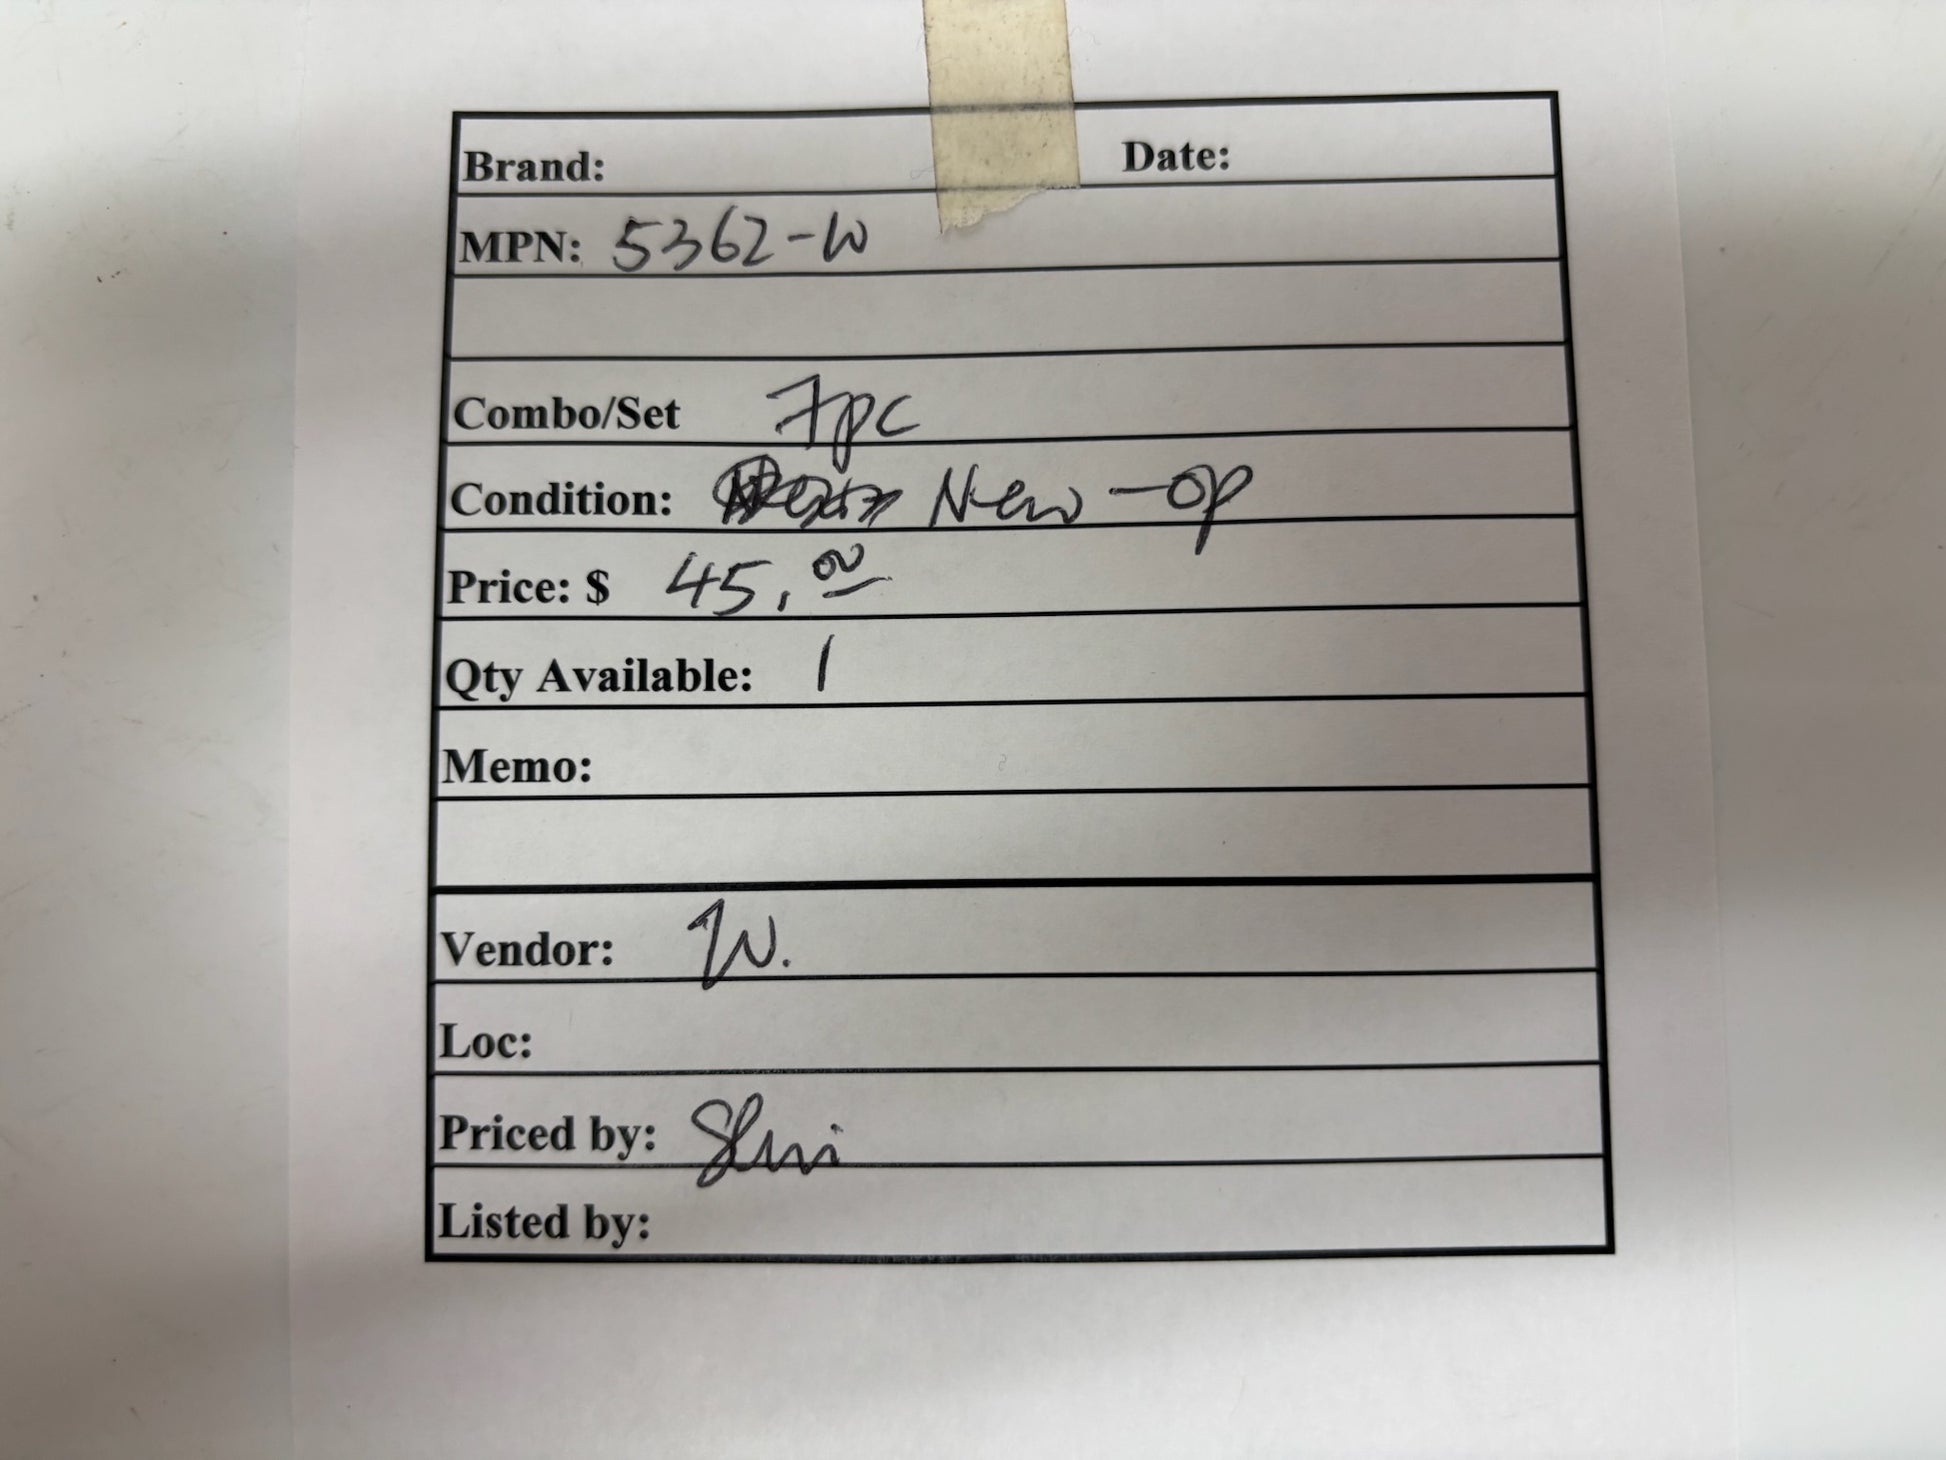 Brand: Date:
MPN: 5362-W
Combo/Set 7pc
Condition: New-op
Price: $ 45.00
Qty Available: 1
Memo:
Vendor: W.
Loc:
Priced by:
Listed by: